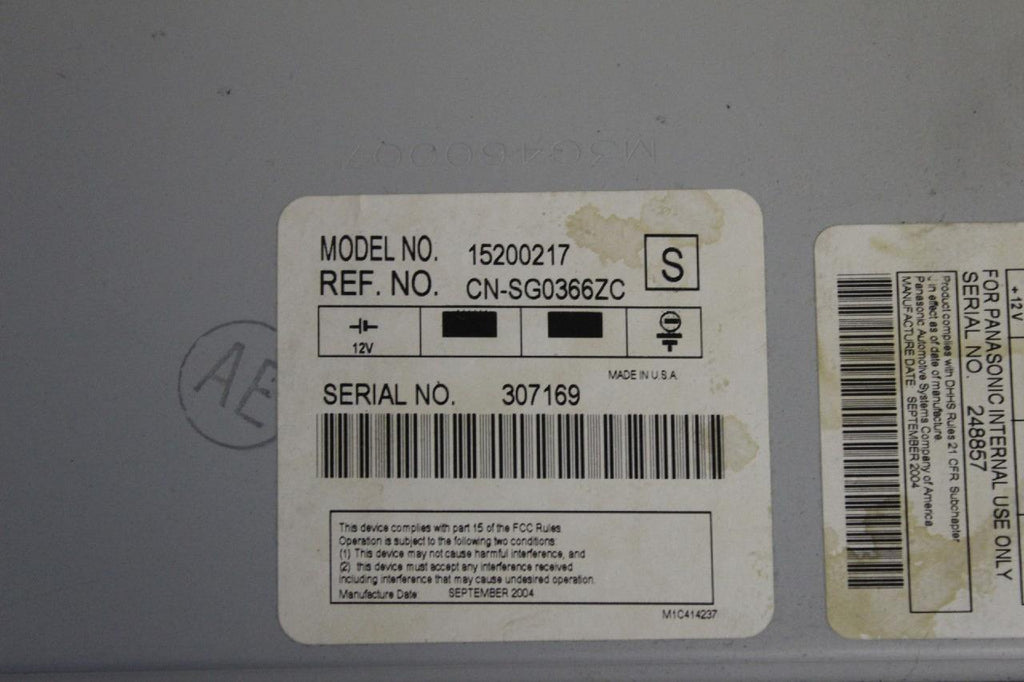 M3G460007
MODEL NO. 15200217
S
REF. NO. CN-SG0366ZC
12V
MADE IN U.S.A.
SERIAL NO. 307169
This device complies with part 15 of the FCC Rules
Operation is subject to the following two conditions:
(1) This device may not cause harmful interference, and
(2) this device must accept any interference received
including interference that may cause undesired operation.
Manufacture Date SEPTEMBER 2004
M1C414237
AE
+12V
FOR PANASONIC INTERNAL USE ONLY
SERIAL NO. 248857
Product complies with DHHS Rules 21 CFR Subchapter
in effect as of date of manufacture.
Panasonic Automotive Systems Company of America
MANUFACTURE DATE SEPTEMBER 2004